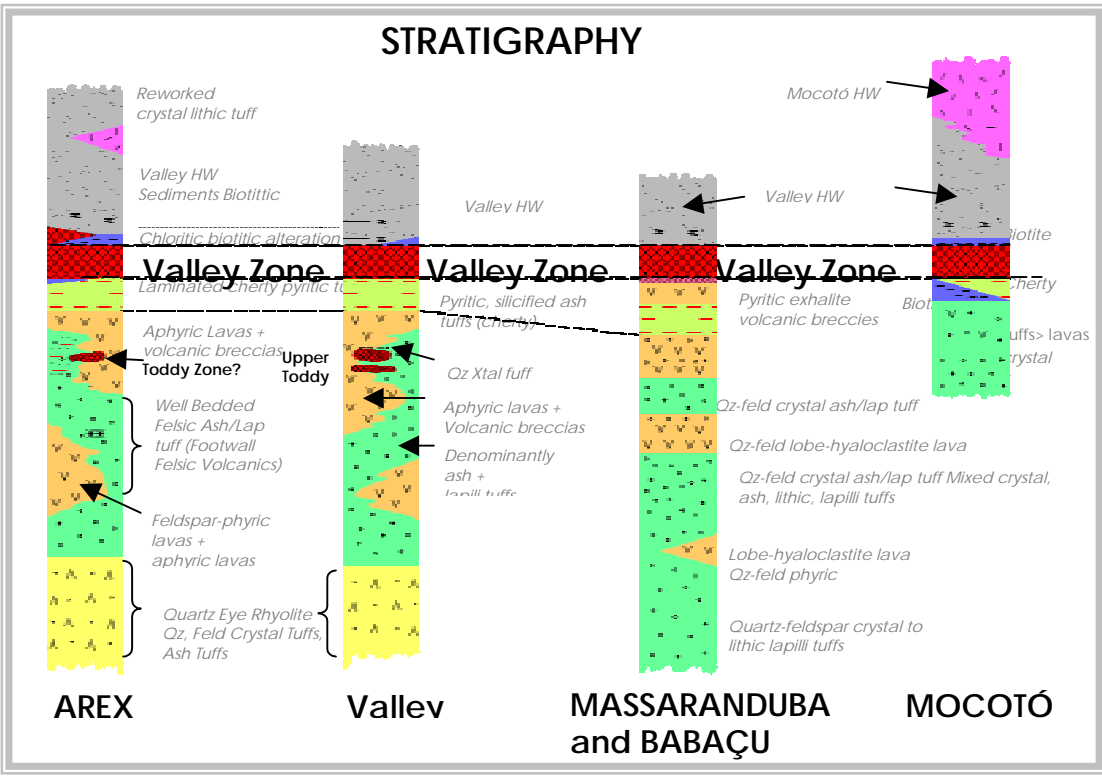 STRATIGRAPHY
Reworked
crystal lithic tuff
Valley HW
Sediments Biotittic
Chloritic biotitic alteration
Valley Zone
Laminated cherty pyritic tu
Aphyric Lavas +
volcanic breccias
Toddy Zone?
Well Bedded
Felsic Ash/Lap
tuff (Footwall
Felsic Volcanics)
Feldspar-phyric
lavas +
aphyric lavas
Quartz Eye Rhyolite
Qz, Feld Crystal Tuffs,
Ash Tuffs
AREX
Upper
Toddy
Valley HW
Valley Zone
Pyritic, silicified ash
tuffs (cherty)
Qz Xtal fuff
Aphyric lavas +
Volcanic breccias
Denominantly
ash +
lapili tuffs
Valley
Valley HW
Valley Zone
Pyritic exhalite
volcanic breccies
Qz-feld crystal ash/lap tuff
Qz-feld lobe-hyaloclastite lava
Qz-feld crystal ash/lap tuff Mixed crystal,
ash, lithic, lapilli tuffs
Lobe-hyaloclastite lava
Qz-feld phyric
Quartz-feldspar crystal to
lithic lapilli tuffs
MASSARANDUBA
and BABAÇU
Mocotó HW
Biotite
Cherty
Biot
uffs> lavas
crystal
MOCOTÓ